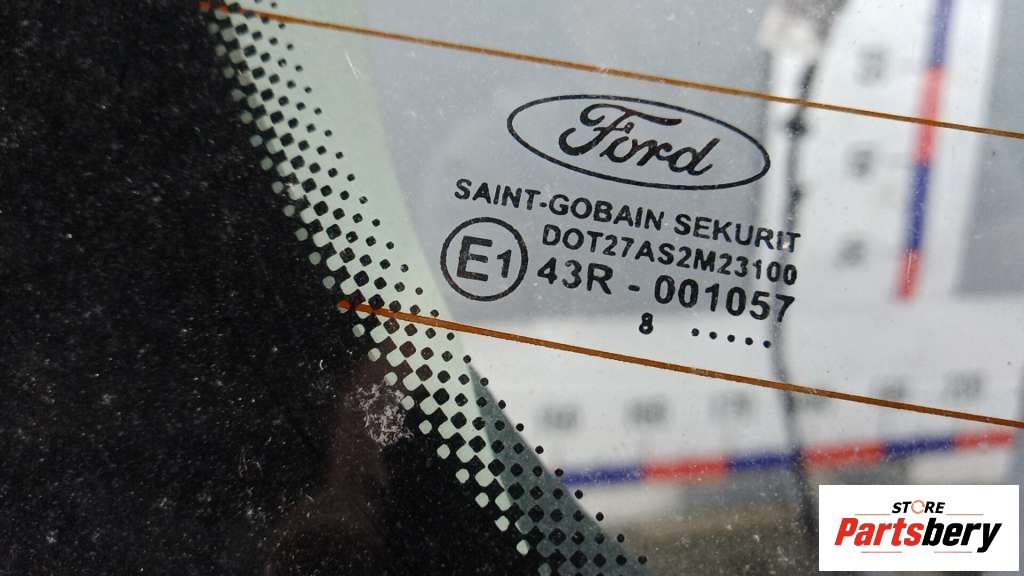 Ford
SAINT-GOBAIN SEKURIT
DOT27AS2M23100
E1
43R - 001057
8 .....
STORE
Partsbery